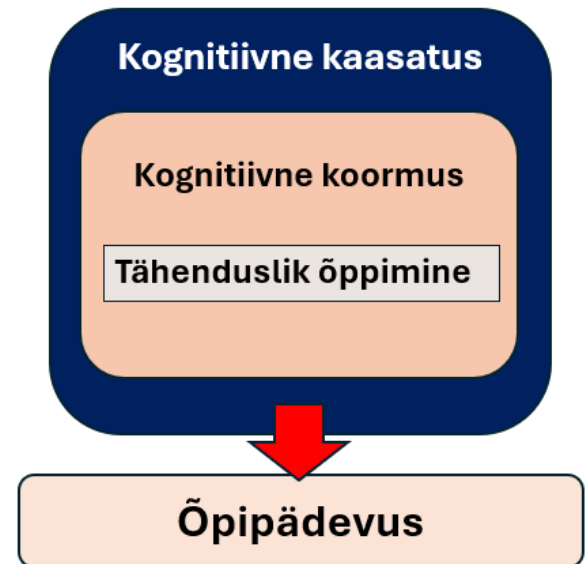 Kognitiivne kaasatus
Kognitiivne koormus
Tähenduslik õppimine
Õpipädevus